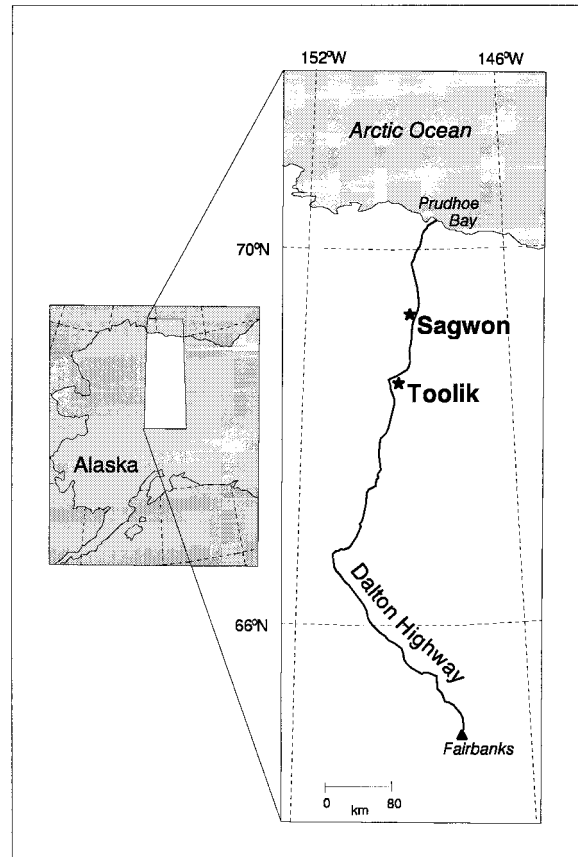 152°W
146°W
Arctic Ocean
Prudhoe
Bay
70°N
Sagwon
Toolik
Alaska
66°N
Dalton Highway
Fairbanks
0 80
km